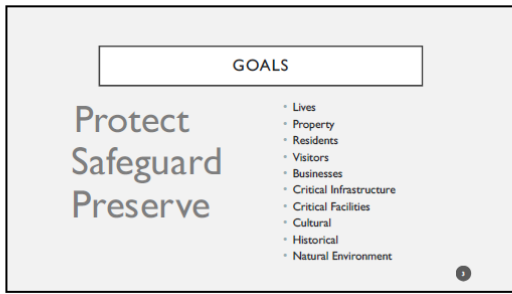 GOALS
Protect
Safeguard
Preserve
• Lives
• Property
• Residents
• Visitors
• Businesses
• Critical Infrastructure
• Critical Facilities
• Cultural
• Historical
• Natural Environment